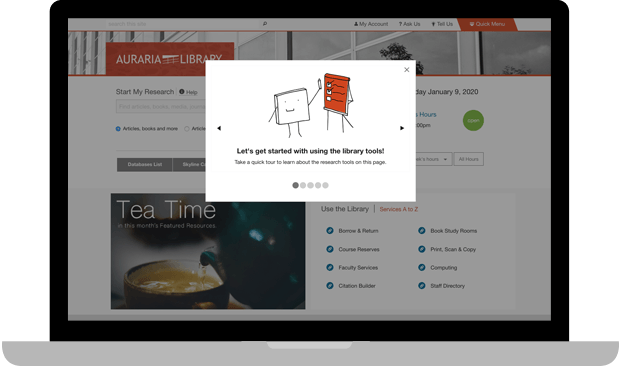 search this site
My Account
? Ask Us
Tell Us
Quick Menu
AURARIA LIBRARY
Start My Research
Help
day January 9, 2020
Hours
:00pm
open
Articles, books and more
Article
Databases List
Skyline Ca
's hours
All Hours
Let's get started with using the library tools!
Take a quick tour to learn about the research tools on this page.
Tea Time
in this month's Featured Resources
Use the Library
Services A to Z
Borrow & Return
Book Study Rooms
Course Reserves
Print, Scan & Copy
Faculty Services
Computing
Citation Builder
Staff Directory